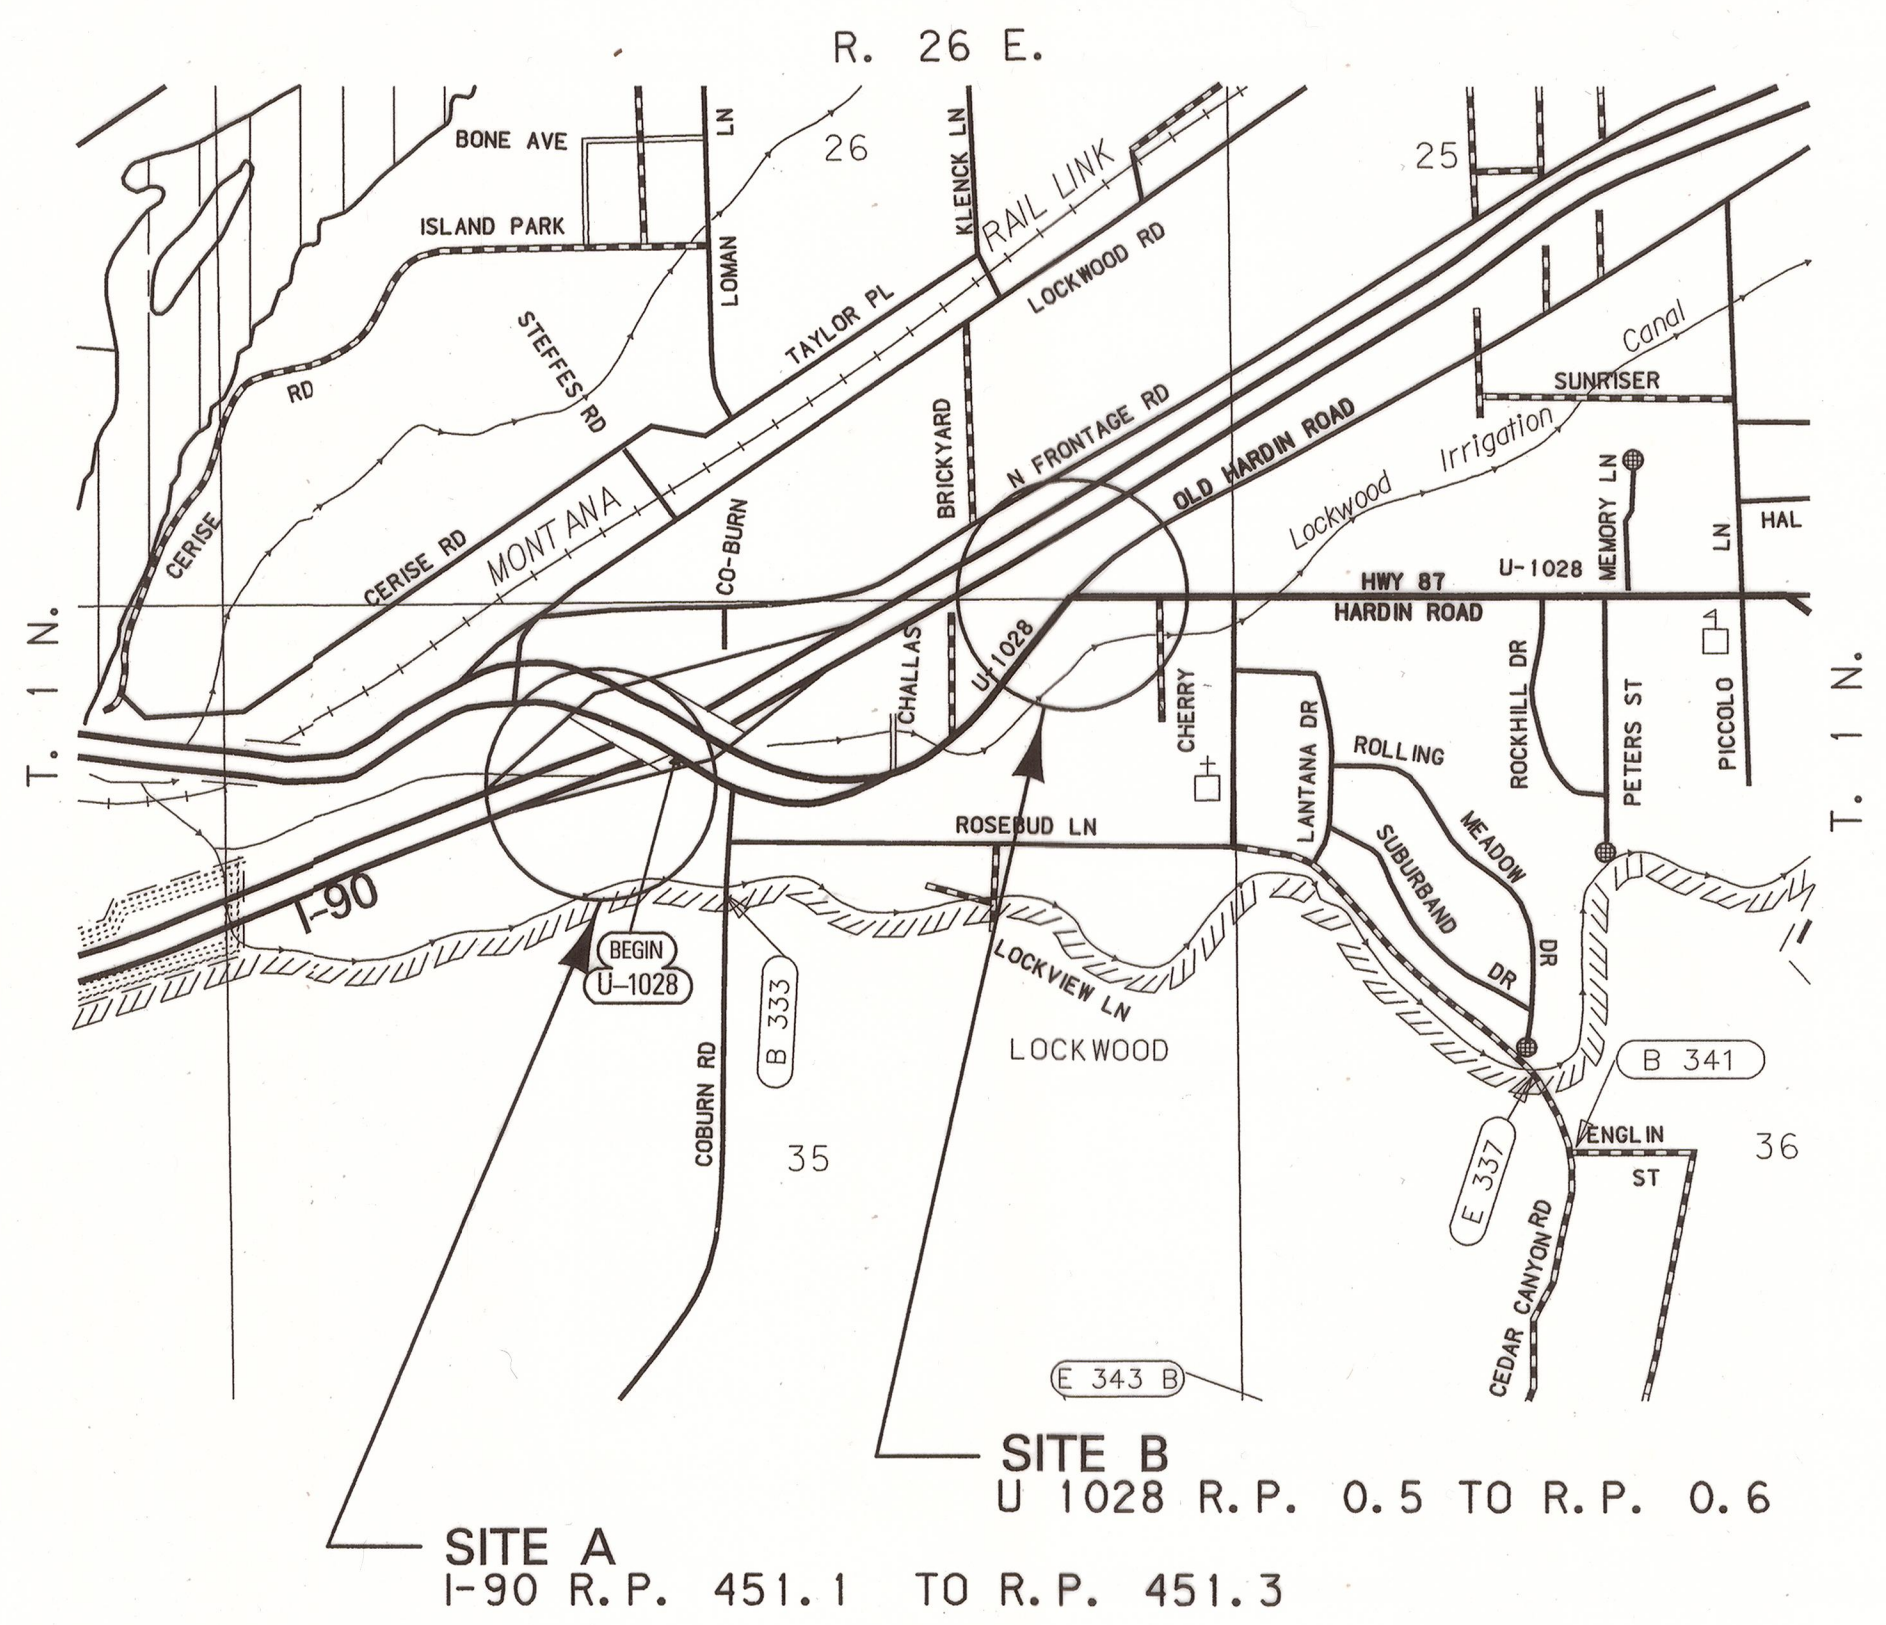 R. 26 E.
BONE AVE
LN
26
KLENCK LN
RAIL LINK
25
ISLAND PARK
LOMAN
LOCKWOOD RD
STEFFES RD
TAYLOR PL
Canal
RD
SUNRISER
N FRONTAGE RD
BRICKYARD
OLD HARDIN ROAD
Irrigation
Lockwood
MEMORY LN
HAL
LN
CERISE
CERISE RD
MONTANA
CO-BURN
U-1028
HWY 87
HARDIN ROAD
T. 1 N.
CHALLAS
U-1028
CHERRY
LANTANA DR
ROLLING
MEADOW
DR
ROCKHILL DR
PETERS ST
PICCOLO
T. 1 N.
ROSEBUD LN
SUBURBAND
DR
I-90
BEGIN
U-1028
B 333
LOCKVIEW LN
LOCKWOOD
B 341
COBURN RD
35
E 337
ENGLIN
ST
36
CEDAR CANYON RD
E 343 B
SITE B
U 1028 R.P. 0.5 TO R.P. 0.6
SITE A
I-90 R.P. 451.1 TO R.P. 451.3